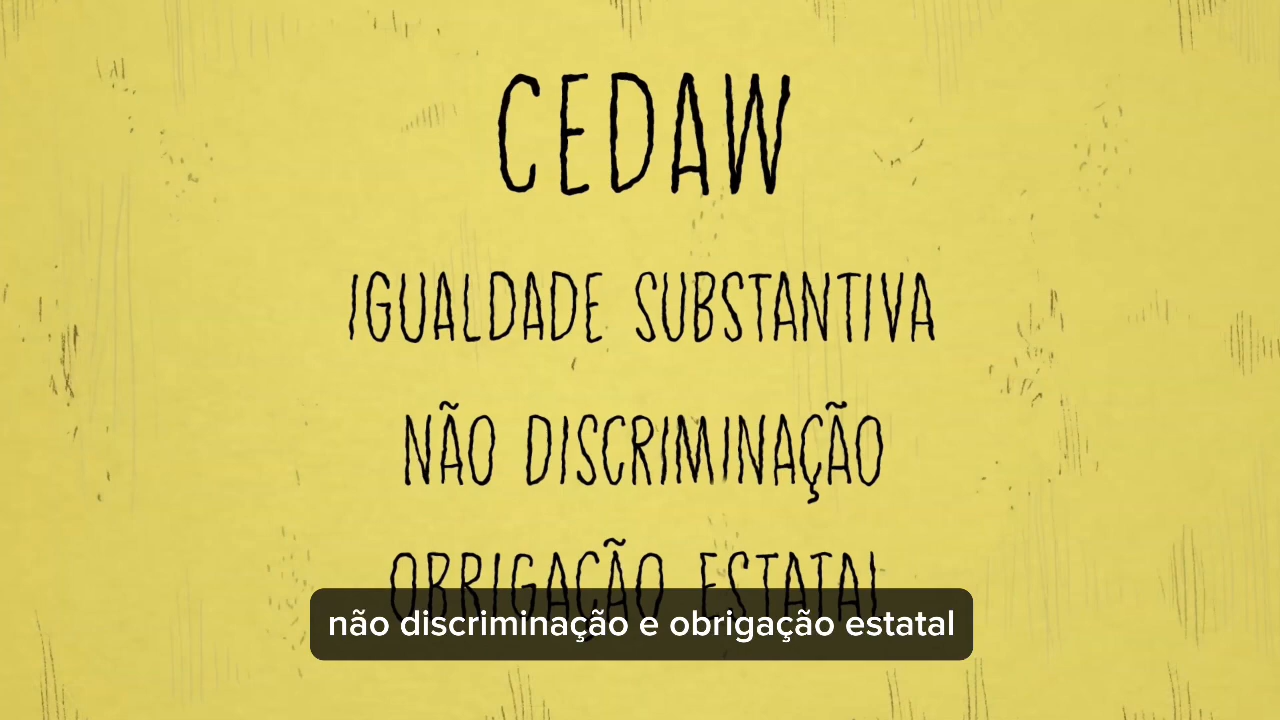 CEDAW
IGUALDADE SUBSTANTIVA
NÃO DISCRIMINAÇÃO
OBRIGAÇÃO ESTATAL
não discriminação e obrigação estatal